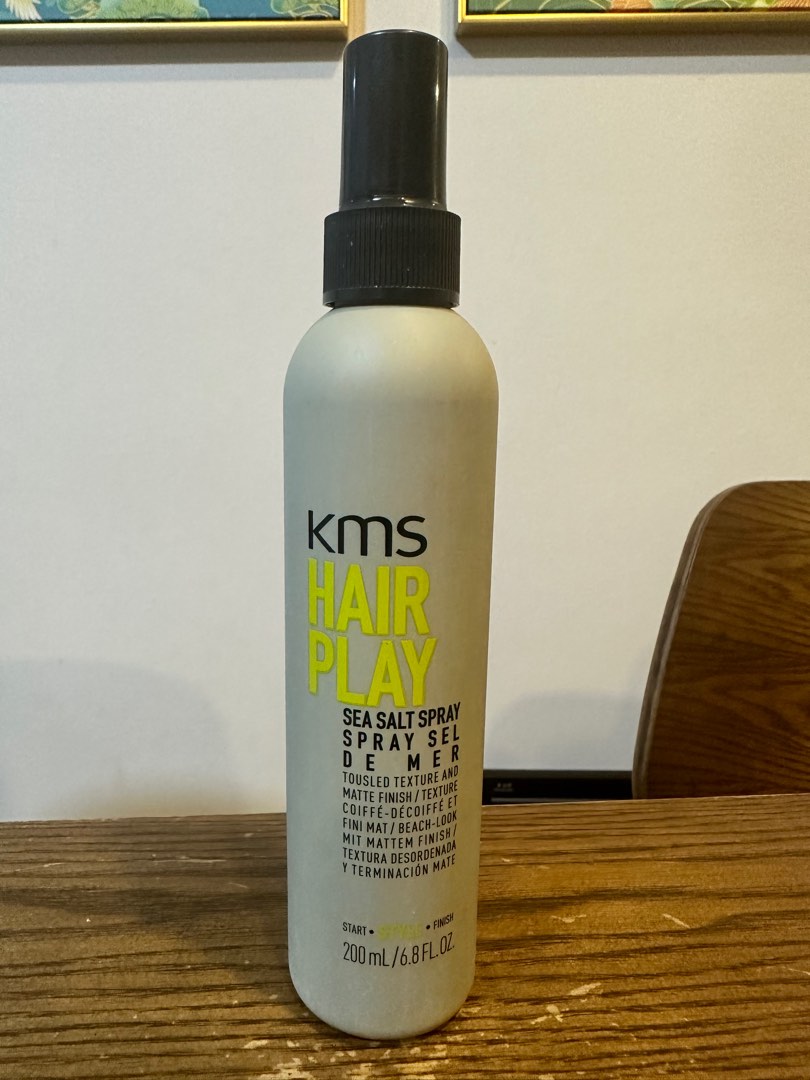 kms
HAIR
PLAY
SEA SALT SPRAY
SPRAY SEL
DE MER
TOUSLED TEXTURE AND
MATTE FINISH / TEXTURE
COIFFÉ-DÉCOIFFÉ ET
FINI MAT / BEACH-LOOK
MIT MATTEM FINISH /
TEXTURA DESORDENADA
Y TERMINACIÓN MATE
START • STYLE • FINISH
200 mL/6.8 FL.OZ.